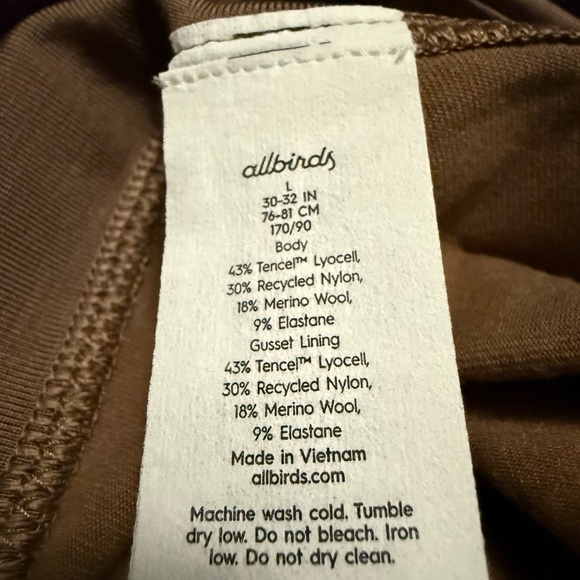 allbirds
L
30-32 IN
76-81 CM
170/90
Body
43% Tencel™ Lyocell,
30% Recycled Nylon,
18% Merino Wool,
9% Elastane
Gusset Lining
43% Tencel™ Lyocell,
30% Recycled Nylon,
18% Merino Wool,
9% Elastane
Made in Vietnam
allbirds.com
Machine wash cold. Tumble
dry low. Do not bleach. Iron
low. Do not dry clean.